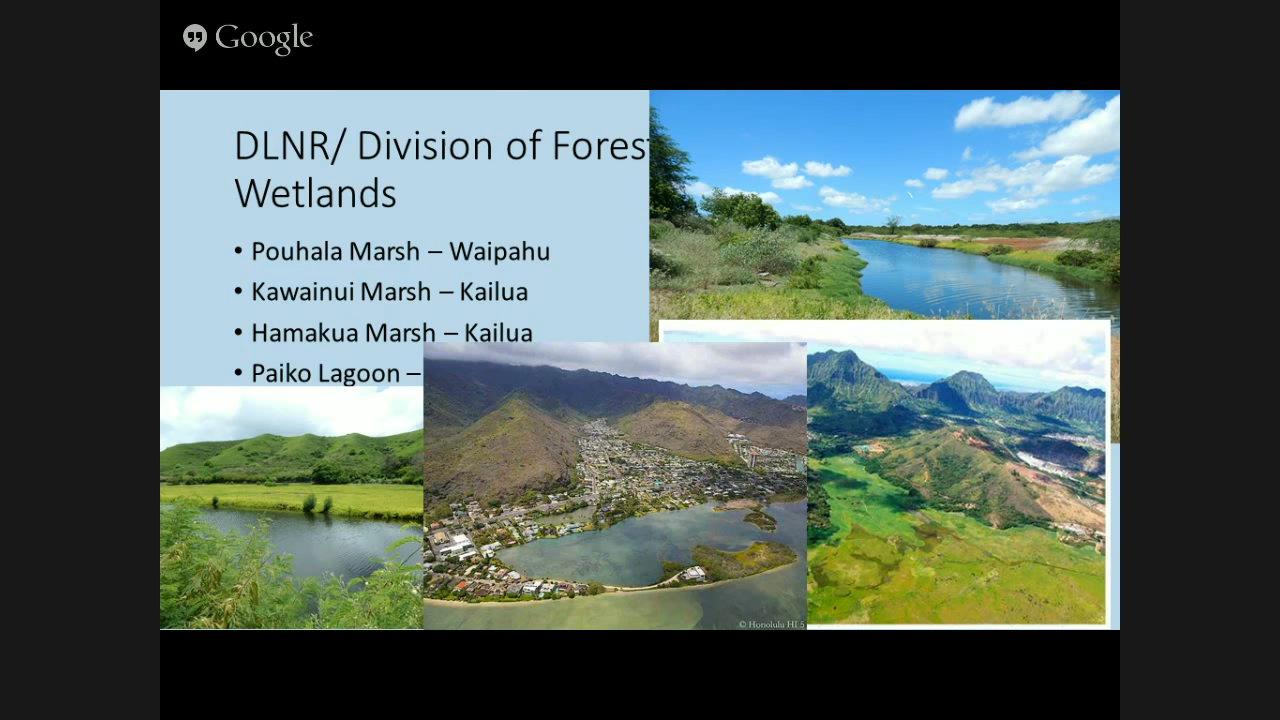 Google
DLNR/ Division of Forest
Wetlands
• Pouhala Marsh – Waipahu
• Kawainui Marsh – Kailua
• Hamakua Marsh – Kailua
• Paiko Lagoon –
© Honolulu HI 5